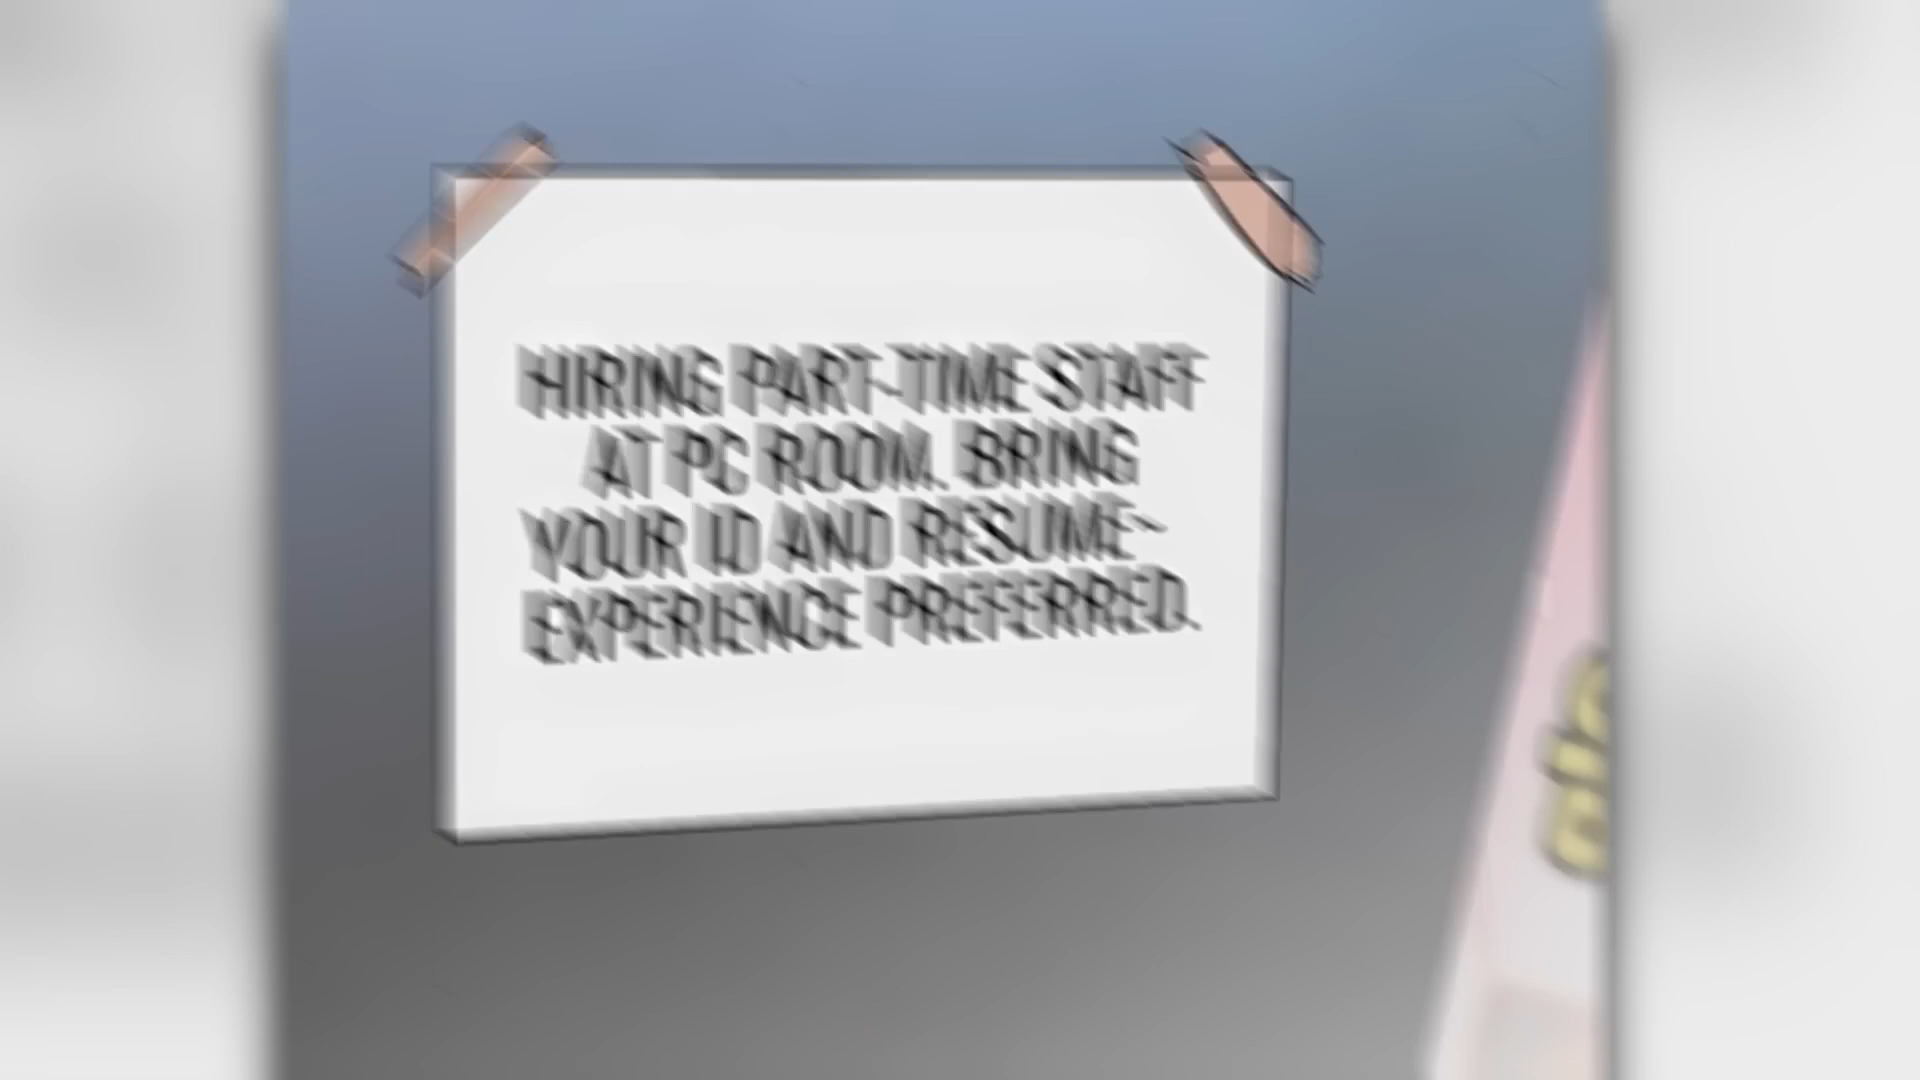 HIRING PART-TIME STAFF
AT PC ROOM. BRING
YOUR ID AND RESUME~
EXPERIENCE PREFERRED.